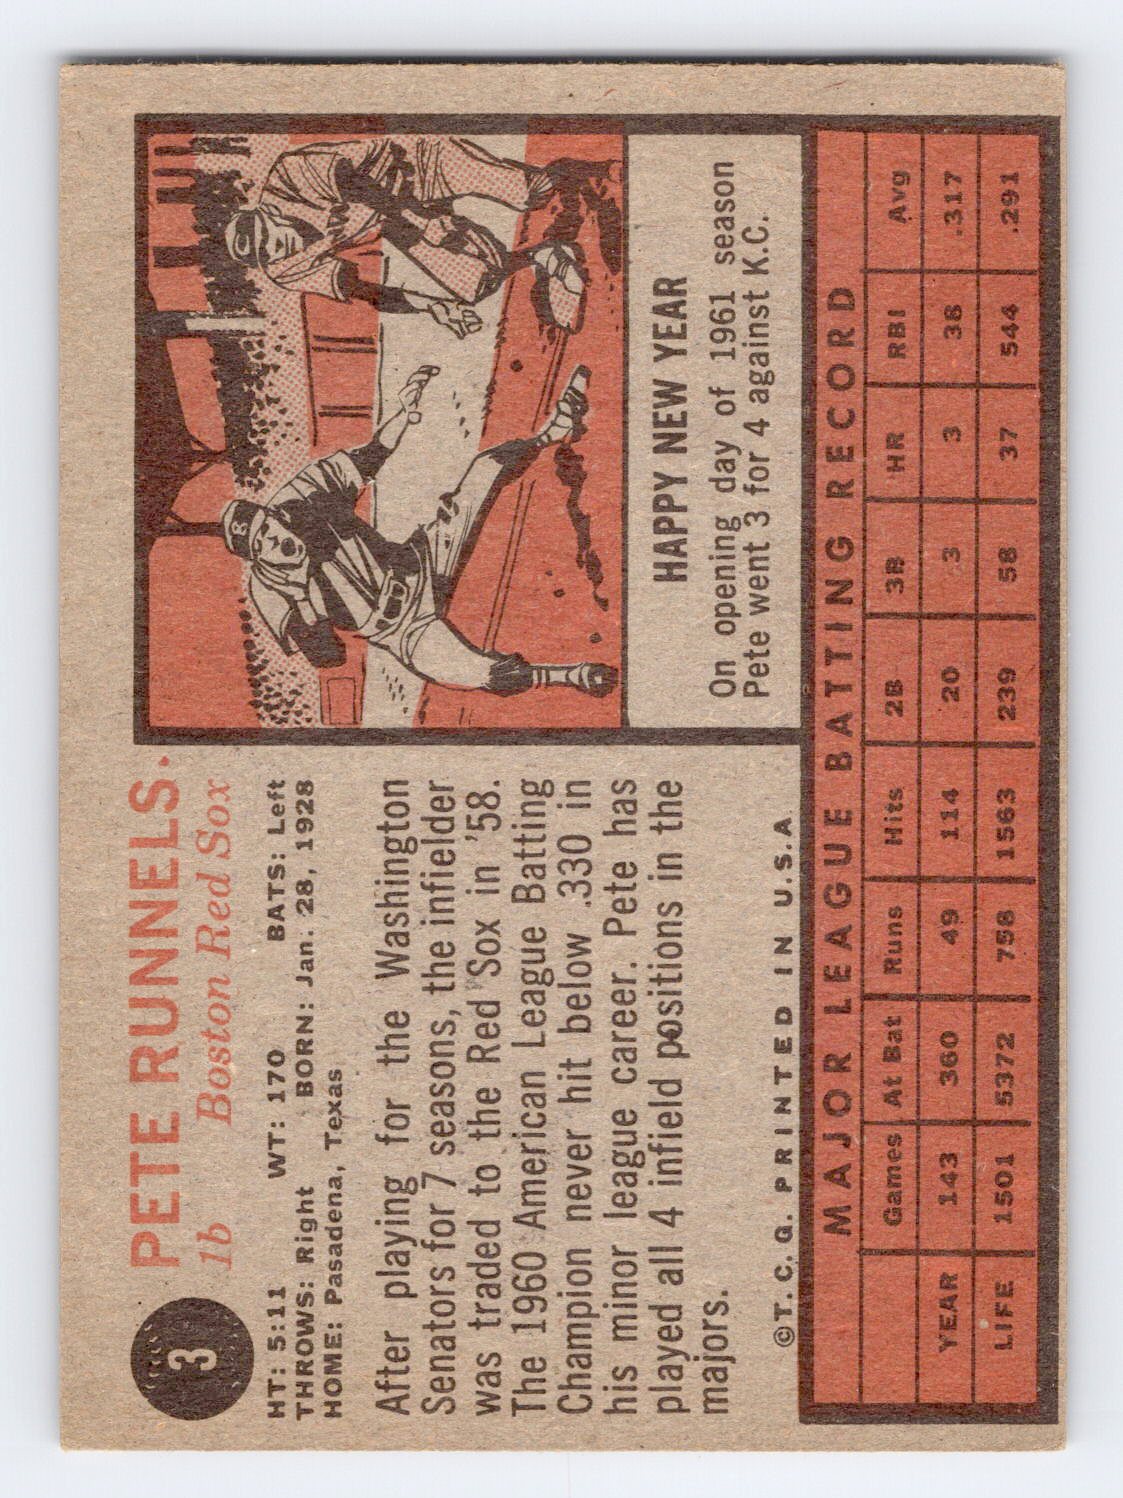 3
PETE RUNNELS
1b Boston Red Sox
HT: 5:11 WT: 170 BATS: Left
THROWS: Right BORN: Jan. 28, 1928
HOME: Pasadena, Texas
After playing for the Washington
Senators for 7 seasons, the infielder
was traded to the Red Sox in '58.
The 1960 American League Batting
Champion never hit below .330 in
his minor league career. Pete has
played all 4 infield positions in the
majors.
©T. C. G. PRINTED IN U.S.A.
C
B
W
HAPPY NEW YEAR
On opening day of 1961 season
Pete went 3 for 4 against K.C.
MAJOR LEAGUE BATTING RECORD
Games At Bat Runs Hits 2B 3B HR RBI Avg
YEAR 143 360 49 114 20 3 3 38 .317
LIFE 1501 5372 758 1563 239 58 37 544 .291